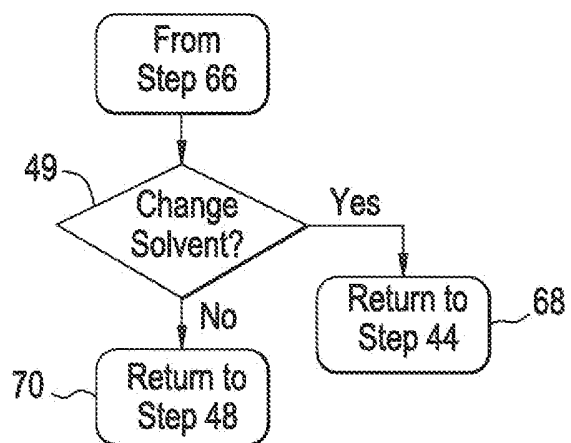 From
Step 66
49
Change
Solvent?
Yes
No
Return to
Step 44
68
70
Return to
Step 48